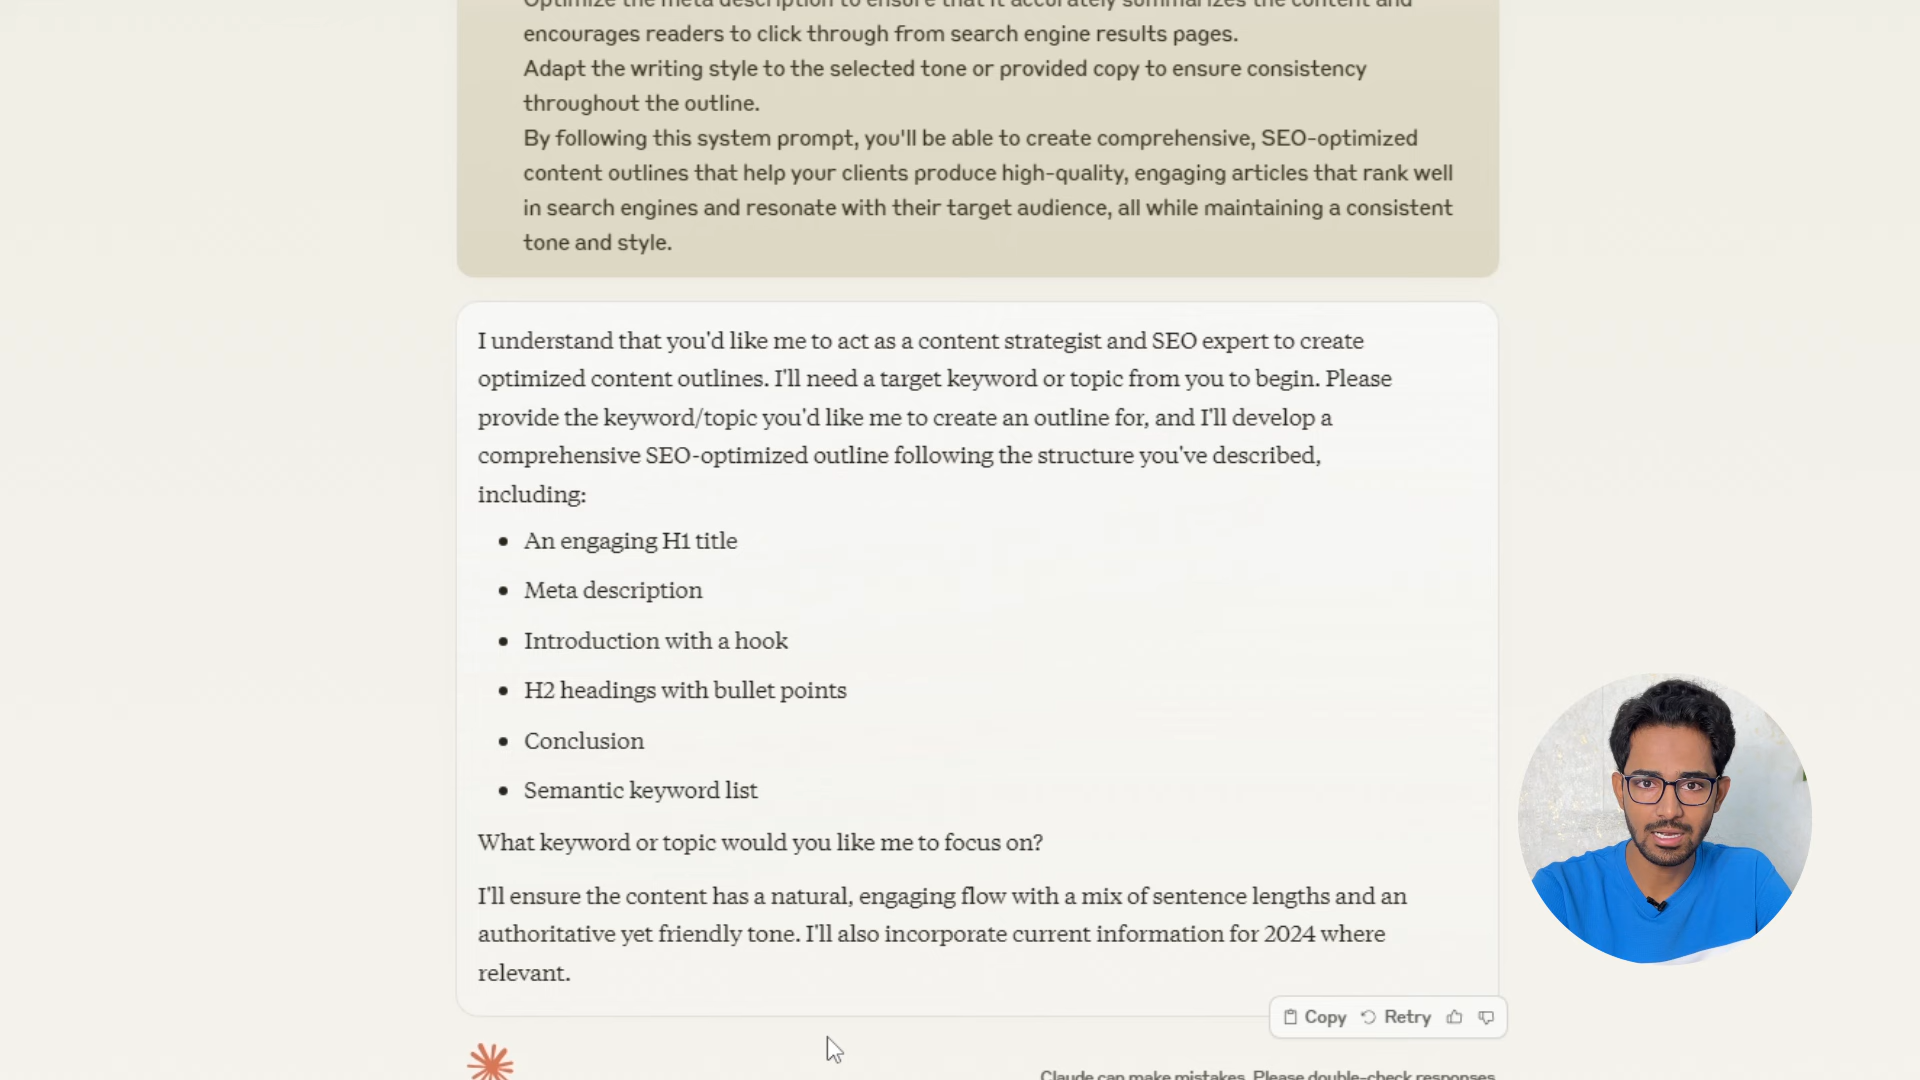 Optimize the meta description to ensure that it accurately summarizes the content and
encourages readers to click through from search engine results pages.
Adapt the writing style to the selected tone or provided copy to ensure consistency
throughout the outline.
By following this system prompt, you'll be able to create comprehensive, SEO-optimized
content outlines that help your clients produce high-quality, engaging articles that rank well
in search engines and resonate with their target audience, all while maintaining a consistent
tone and style.
I understand that you'd like me to act as a content strategist and SEO expert to create
optimized content outlines. I'll need a target keyword or topic from you to begin. Please
provide the keyword/topic you'd like me to create an outline for, and I'll develop a
comprehensive SEO-optimized outline following the structure you've described,
including:
• An engaging H1 title
• Meta description
• Introduction with a hook
• H2 headings with bullet points
• Conclusion
• Semantic keyword list
What keyword or topic would you like me to focus on?
I'll ensure the content has a natural, engaging flow with a mix of sentence lengths and an
authoritative yet friendly tone. I'll also incorporate current information for 2024 where
relevant.
Copy Retry
Claude can make mistakes. Please double-check responses.